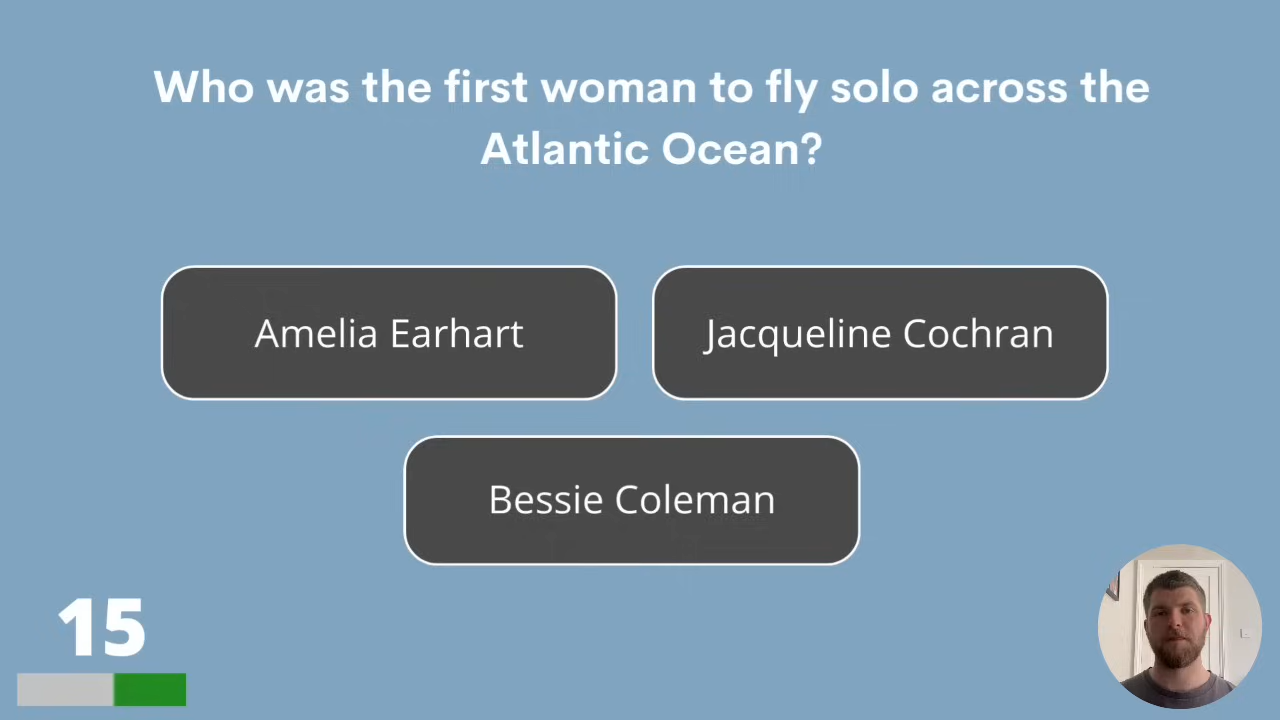 Who was the first woman to fly solo across the
Atlantic Ocean?
Amelia Earhart
Jacqueline Cochran
Bessie Coleman
15